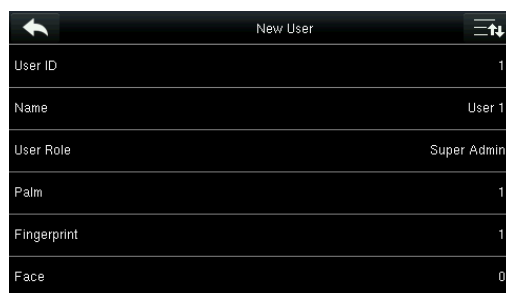 New User
User ID 1
Name User 1
User Role Super Admin
Palm 1
Fingerprint 1
Face 0